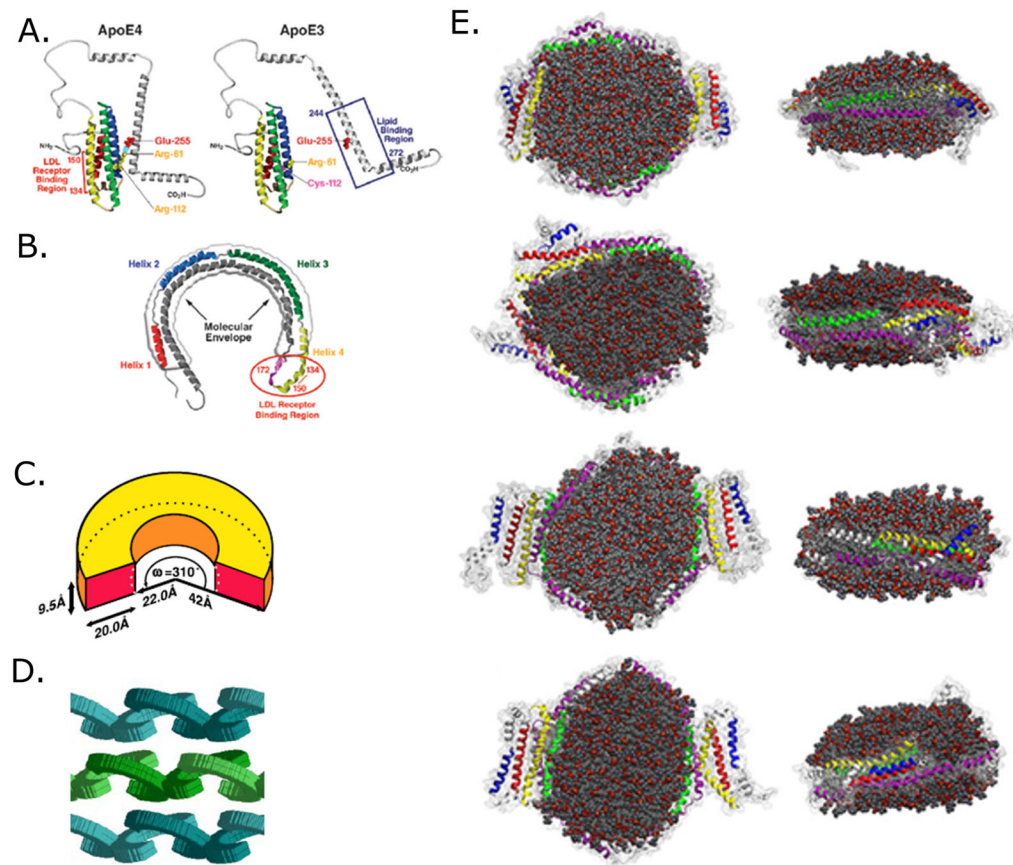 A.
ApoE4
ApoE3
E.
244
Lipid
Binding
Region
NH₂
Glu-255
Glu-255
150
LDL
Receptor
Binding
Region
134
Arg-61
Arg-61
272
CO₂H
CO₂H
Cys-112
Arg-112
B.
Helix 2
Helix 3
Molecular
Envelope
Helix 1
Helix 4
172
134
150
LDL Receptor
Binding Region
C.
ω=310°
9.5Å
22.0Å
42Å
20.0Å
D.